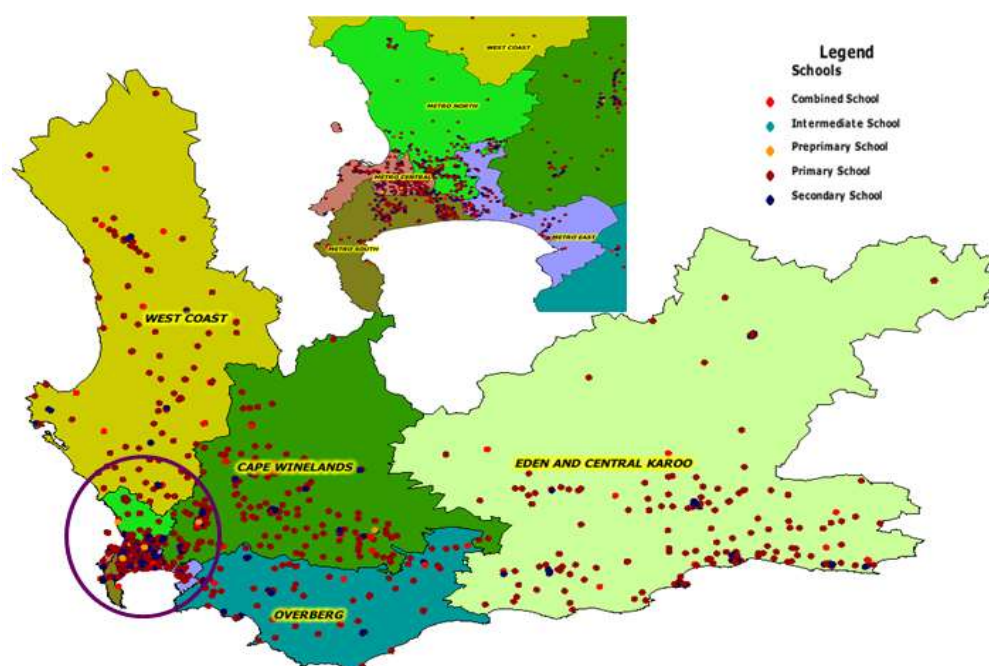 WEST COAST
METRO NORTH
METRO CENTRAL
METRO SOUTH
METRO EAST
Legend
Schools
Combined School
Intermediate School
Preprimary School
Primary School
Secondary School
WEST COAST
CAPE WINELANDS
EDEN AND CENTRAL KAROO
OVERBERG